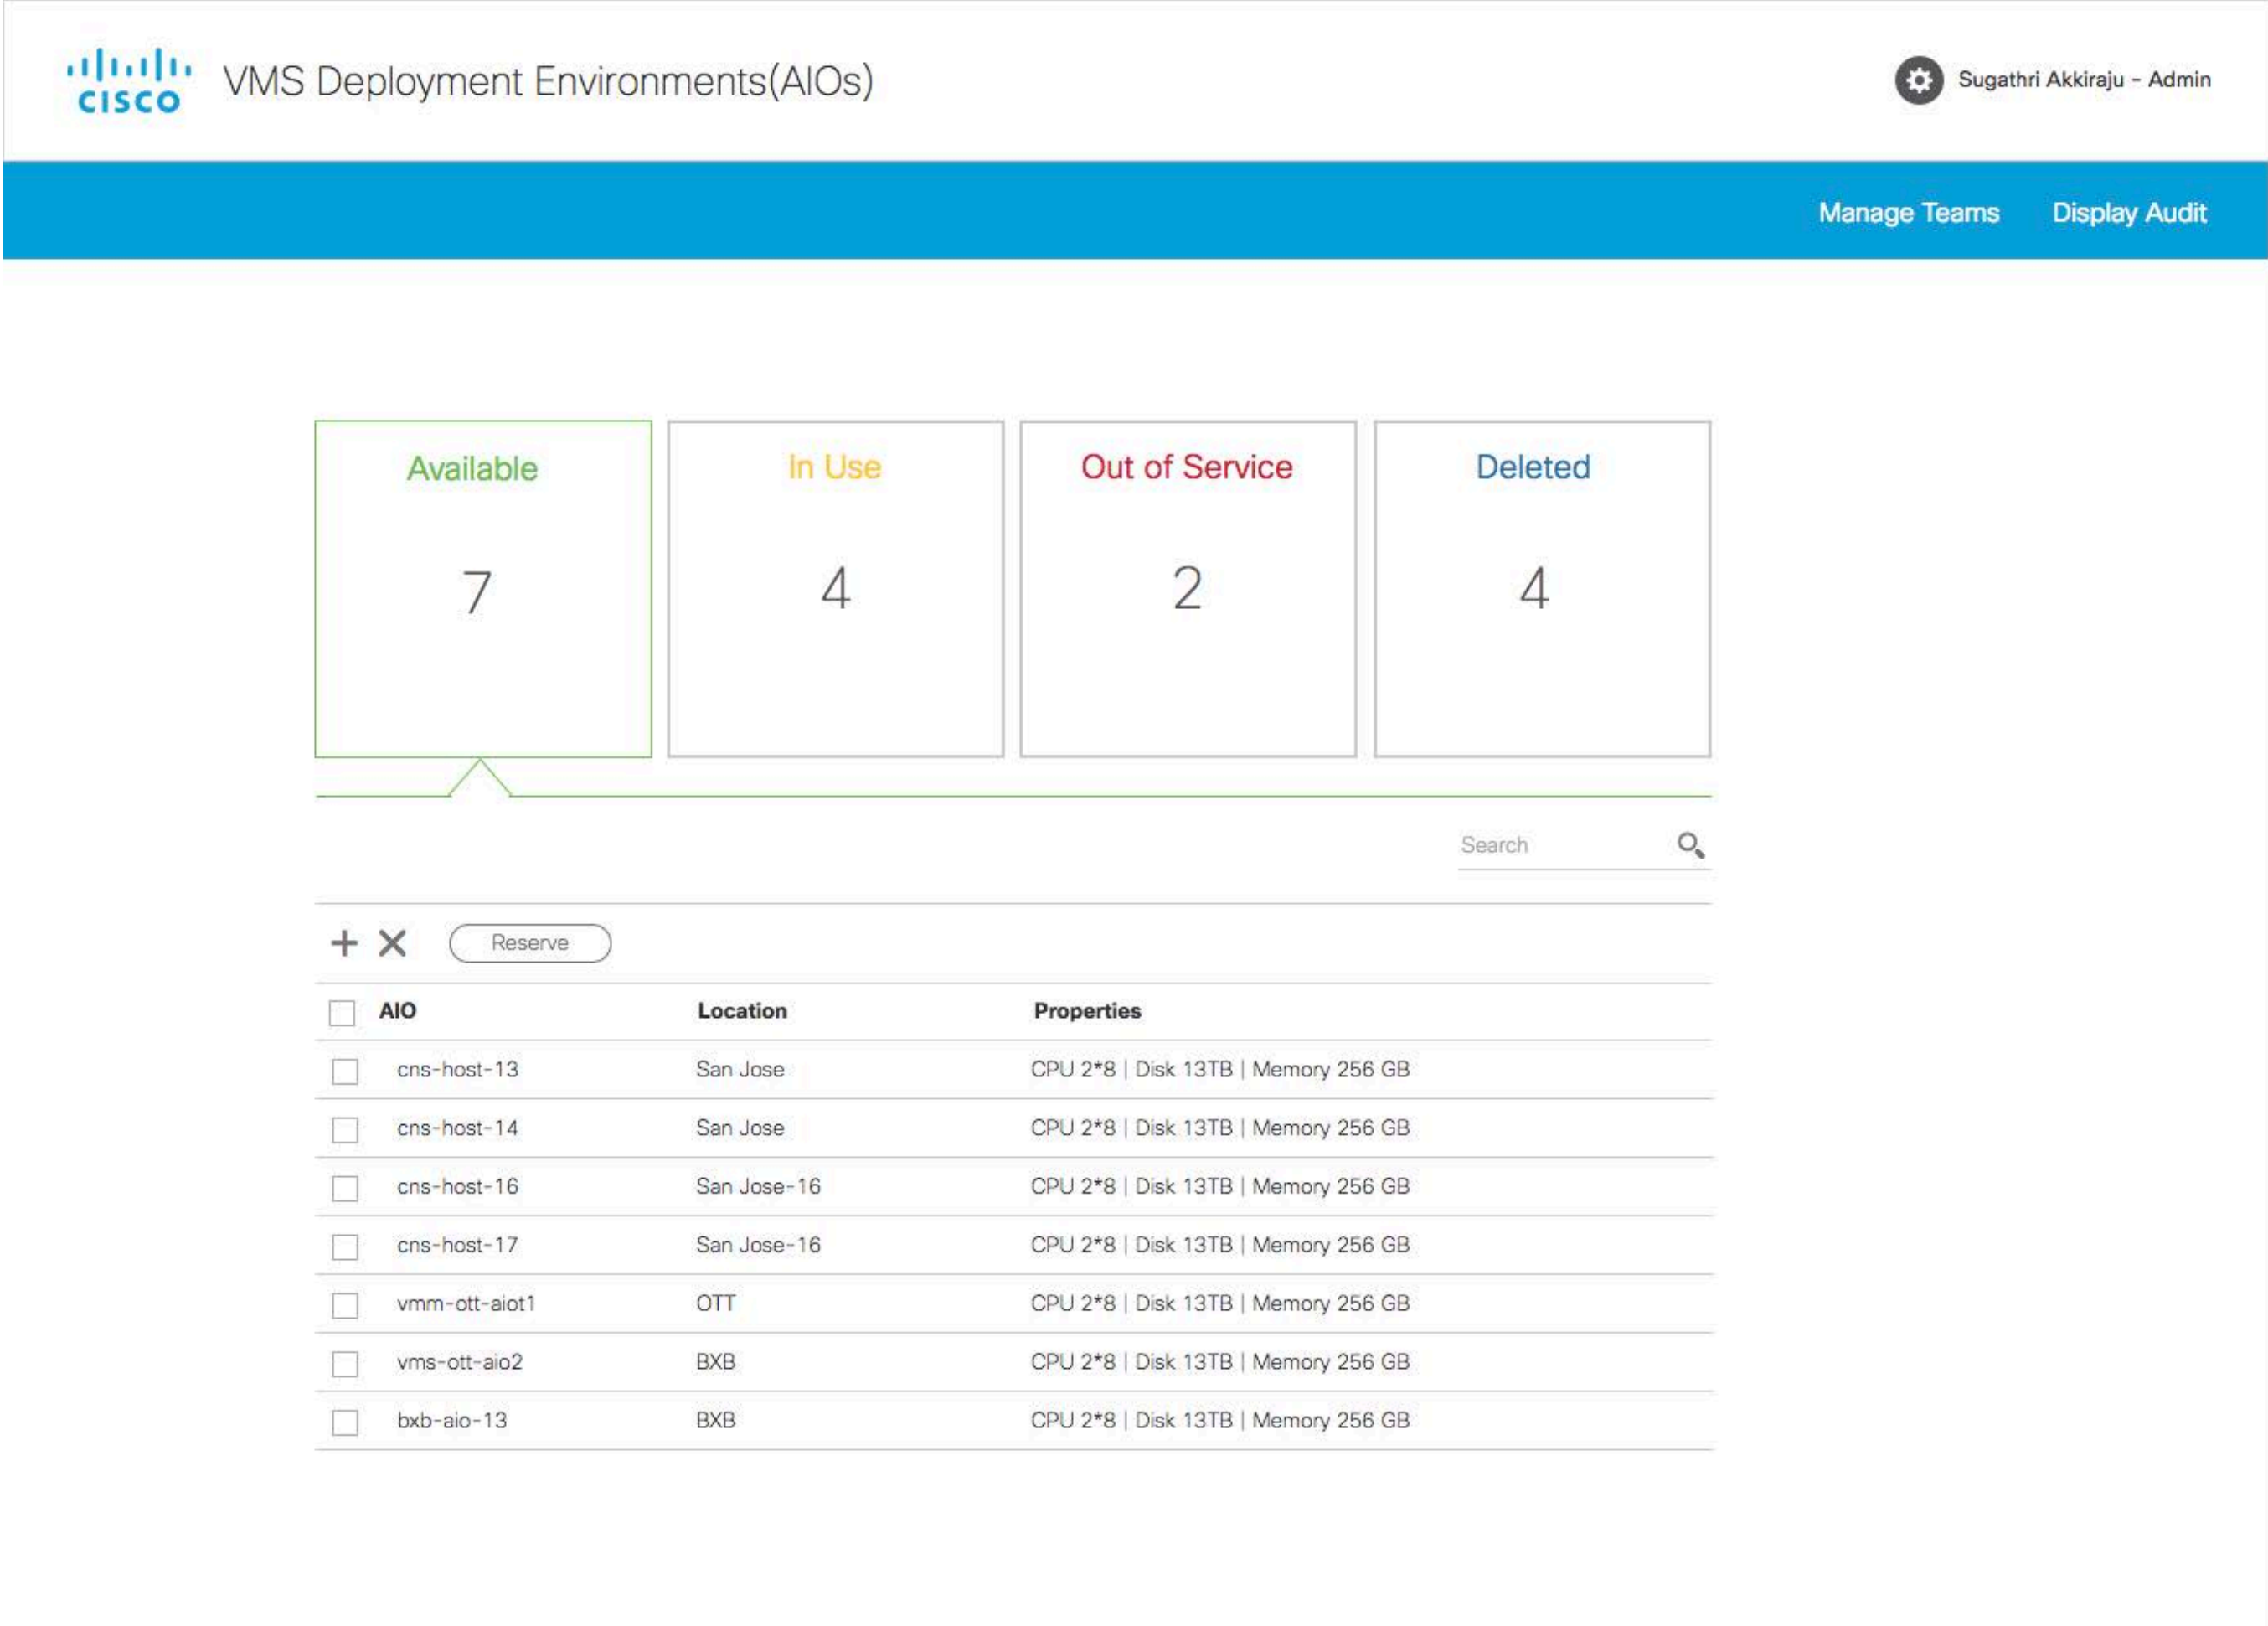 CISCO
VMS Deployment Environments(AIOs)
Sugathri Akkiraju - Admin
Manage Teams Display Audit
Available In Use Out of Service Deleted
7 4 2 4
Search
Reserve
AIO Location Properties
cns-host-13 San Jose CPU 2*8 | Disk 13TB | Memory 256 GB
cns-host-14 San Jose CPU 2*8 | Disk 13TB | Memory 256 GB
cns-host-16 San Jose-16 CPU 2*8 | Disk 13TB | Memory 256 GB
cns-host-17 San Jose-16 CPU 2*8 | Disk 13TB | Memory 256 GB
vmm-ott-aiot1 OTT CPU 2*8 | Disk 13TB | Memory 256 GB
vms-ott-aio2 BXB CPU 2*8 | Disk 13TB | Memory 256 GB
bxb-aio-13 BXB CPU 2*8 | Disk 13TB | Memory 256 GB